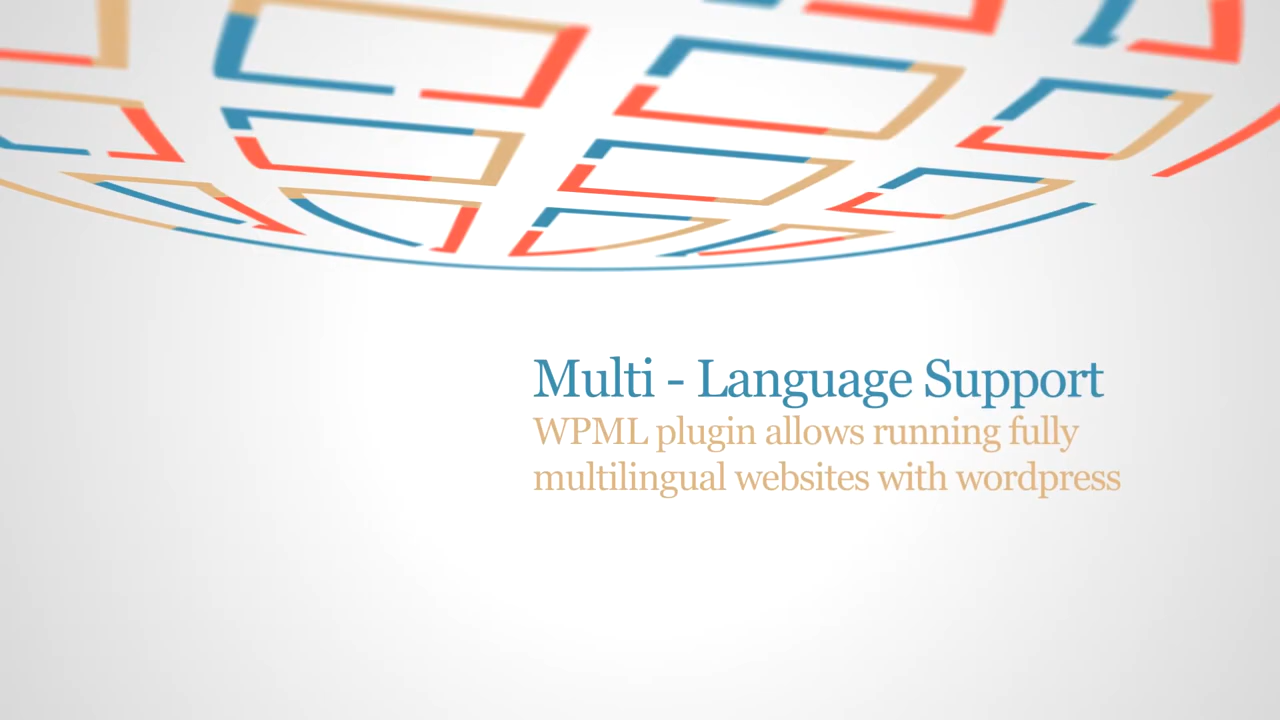 Multi - Language Support
WPML plugin allows running fully
multilingual websites with wordpress